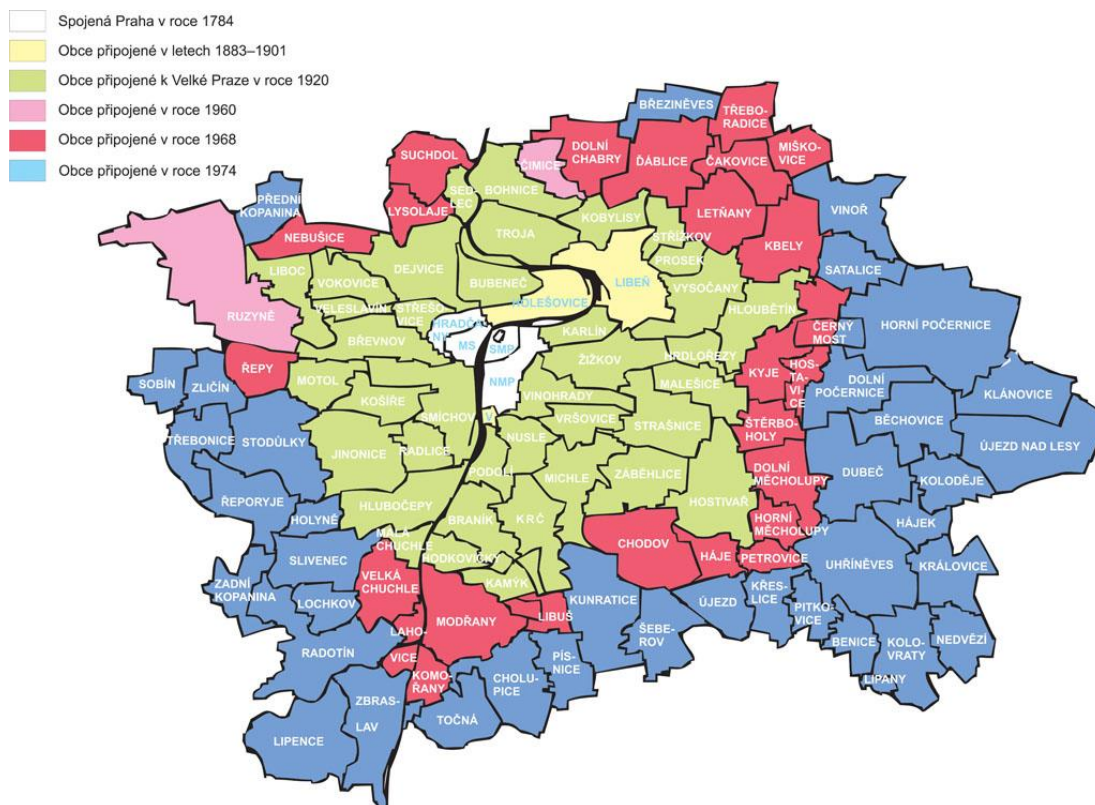 Spojená Praha v roce 1784
Obce připojené v letech 1883–1901
Obce připojené k Velké Praze v roce 1920
Obce připojené v roce 1960
Obce připojené v roce 1968
Obce připojené v roce 1974
BŘEZINĚVES
TŘEBO-
RADICE
DOLNÍ
CHABRY
ĎÁBLICE
ČAKOVICE
MIŠKO-
VICE
SUCHDOL
ČIMICE
BOHNICE
SED-
LEC
LYSOLAJE
PŘEDNÍ
KOPANINA
NEBUŠICE
KOBYLISY
LETŇANY
VINOŘ
TROJA
STŘÍŽKOV
KBELY
PROSEK
SATALICE
LIBOC
DEJVICE
VOKOVICE
BUBENEČ
LIBEŇ
VYSOČANY
HOLEŠOVICE
HLOUBĚTÍN
RUZYNĚ
VELESLAVÍN
STŘEŠO-
VICE
HRADČA
NY
MS
SMP
KARLÍN
ČERNÝ
MOST
HORNÍ POČERNICE
BŘEVNOV
ŽIŽKOV
HRDLOŘEZY
KYJE
HOS-
TA-
VI-
CE
DOLNÍ
POČERNICE
ŘEPY
MOTOL
NMP
MALEŠICE
SOBÍN
ZLIČÍN
KOŠÍŘE
VINOHRADY
KLÁNOVICE
SMÍCHOV
V
VRŠOVICE
STRAŠNICE
ŠTĚRBO-
HOLY
BĚCHOVICE
TŘEBONICE
STODŮLKY
NUSLE
ÚJEZD NAD LESY
JINONICE
RADLICE
PODOLÍ
MICHLE
ZÁBĚHLICE
DOLNÍ
MĚCHOLUPY
DUBEČ
KOLODĚJE
ŘEPORYJE
HLUBOČEPY
HOSTIVAŘ
HOLYNĚ
BRANÍK
KRČ
HORNÍ
MĚCHOLUPY
HÁJEK
MALÁ
CHUCHLE
HODKOVIČKY
CHODOV
HÁJE
PETROVICE
SLIVENEC
VELKÁ
CHUCHLE
KAMÝK
UHŘÍNĚVES
KRÁLOVICE
ZADNÍ
KOPANINA
LOCHKOV
KUNRATICE
ÚJEZD
KŘES-
LICE
PITKO-
VICE
LIBUŠ
MODŘANY
LAHO-
VICE
ŠEBE-
ROV
BENICE
KOLO-
VRATY
NEDVĚZÍ
RADOTÍN
PÍS-
NICE
KOMO-
ŘANY
CHOLU-
PICE
LIPANY
ZBRAS-
LAV
TOČNÁ
LIPENCE